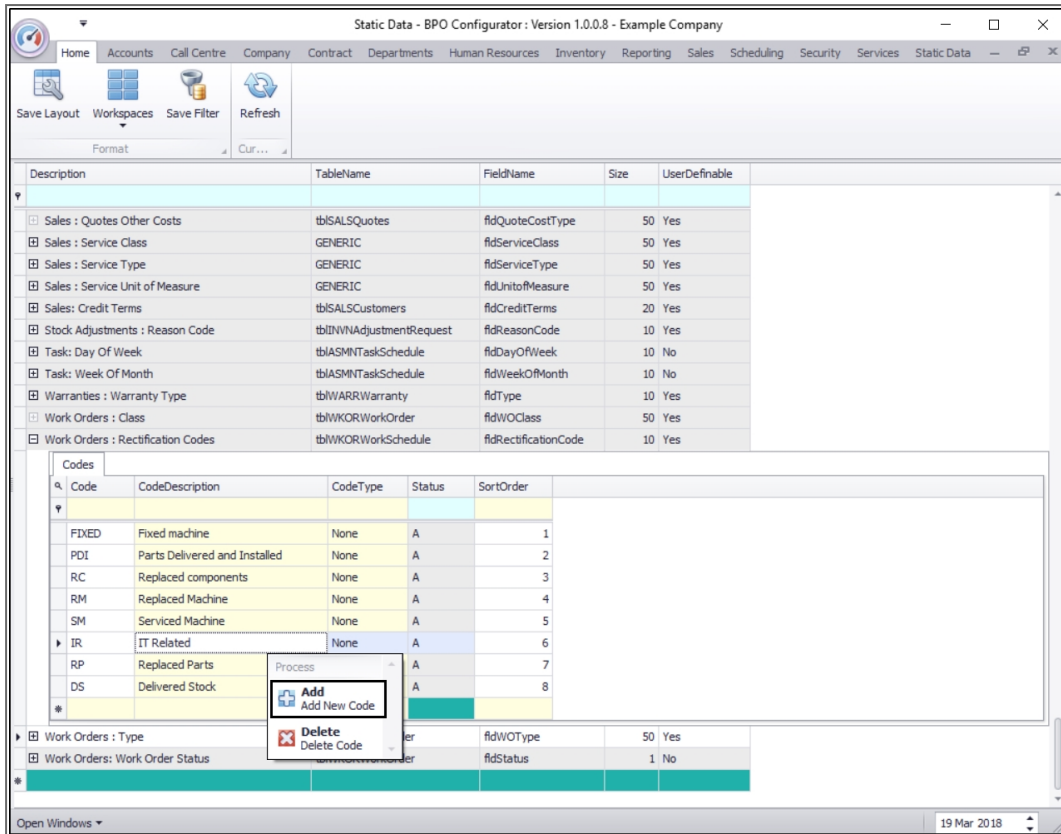 Static Data - BPO Configurator : Version 1.0.0.8 - Example Company
Home Accounts Call Centre Company Contract Departments Human Resources Inventory Reporting Sales Scheduling Security Services Static Data
Save Layout Workspaces Save Filter Refresh
Format Cur...
Description TableName FieldName Size UserDefinable
Sales : Quotes Other Costs tblSALSQuotes fldQuoteCostType 50 Yes
Sales : Service Class GENERIC fldServiceClass 50 Yes
Sales : Service Type GENERIC fldServiceType 50 Yes
Sales : Service Unit of Measure GENERIC fldUnitofMeasure 50 Yes
Sales: Credit Terms tblSALSCustomers fldCreditTerms 20 Yes
Stock Adjustments : Reason Code tblINVNAdjustmentRequest fldReasonCode 10 Yes
Task: Day Of Week tblASMNTaskSchedule fldDayOfWeek 10 No
Task: Week Of Month tblASMNTaskSchedule fldWeekOfMonth 10 No
Warranties : Warranty Type tblWARRWarranty fldType 10 Yes
Work Orders : Class tblWKORWorkOrder fldWOClass 50 Yes
Work Orders : Rectification Codes tblWKORWorkSchedule fldRectificationCode 10 Yes
Codes
Code CodeDescription CodeType Status SortOrder
FIXED Fixed machine None A 1
PDI Parts Delivered and Installed None A 2
RC Replaced components None A 3
RM Replaced Machine None A 4
SM Serviced Machine None A 5
IR IT Related None A 6
RP Replaced Parts A 7
DS Delivered Stock A 8
Process
Add
Add New Code
Delete
Delete Code
Work Orders : Type fldWOType 50 Yes
Work Orders: Work Order Status fldStatus 1 No
Open Windows 19 Mar 2018